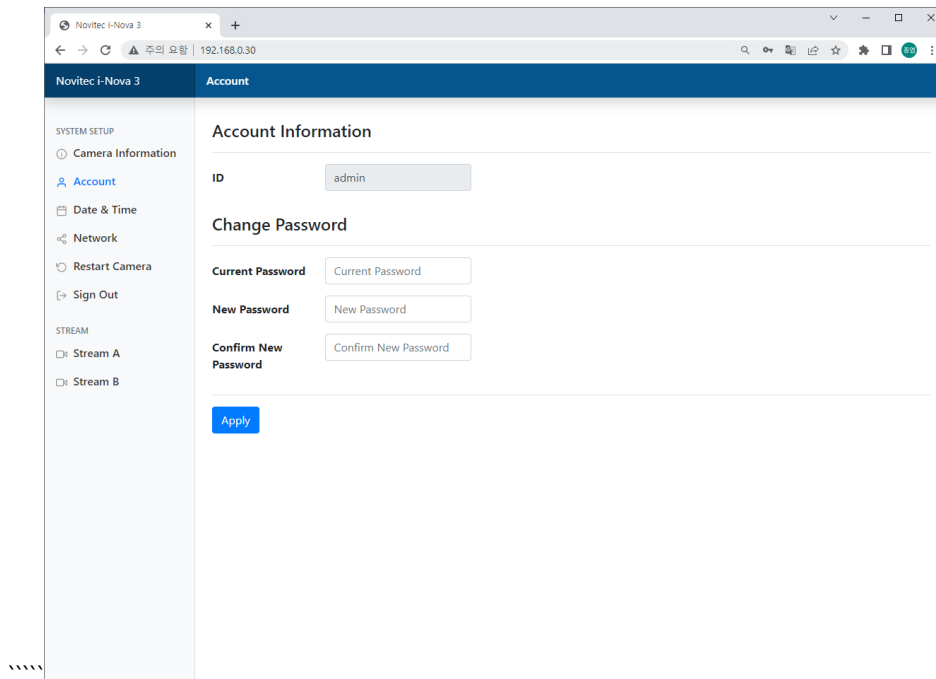 Novitec i-Nova 3
주의 요함 192.168.0.30
Novitec i-Nova 3
Account
SYSTEM SETUP
Camera Information
Account
Date & Time
Network
Restart Camera
Sign Out
STREAM
Stream A
Stream B
Account Information
ID
admin
Change Password
Current Password
Current Password
New Password
New Password
Confirm New
Password
Confirm New Password
Apply
`````